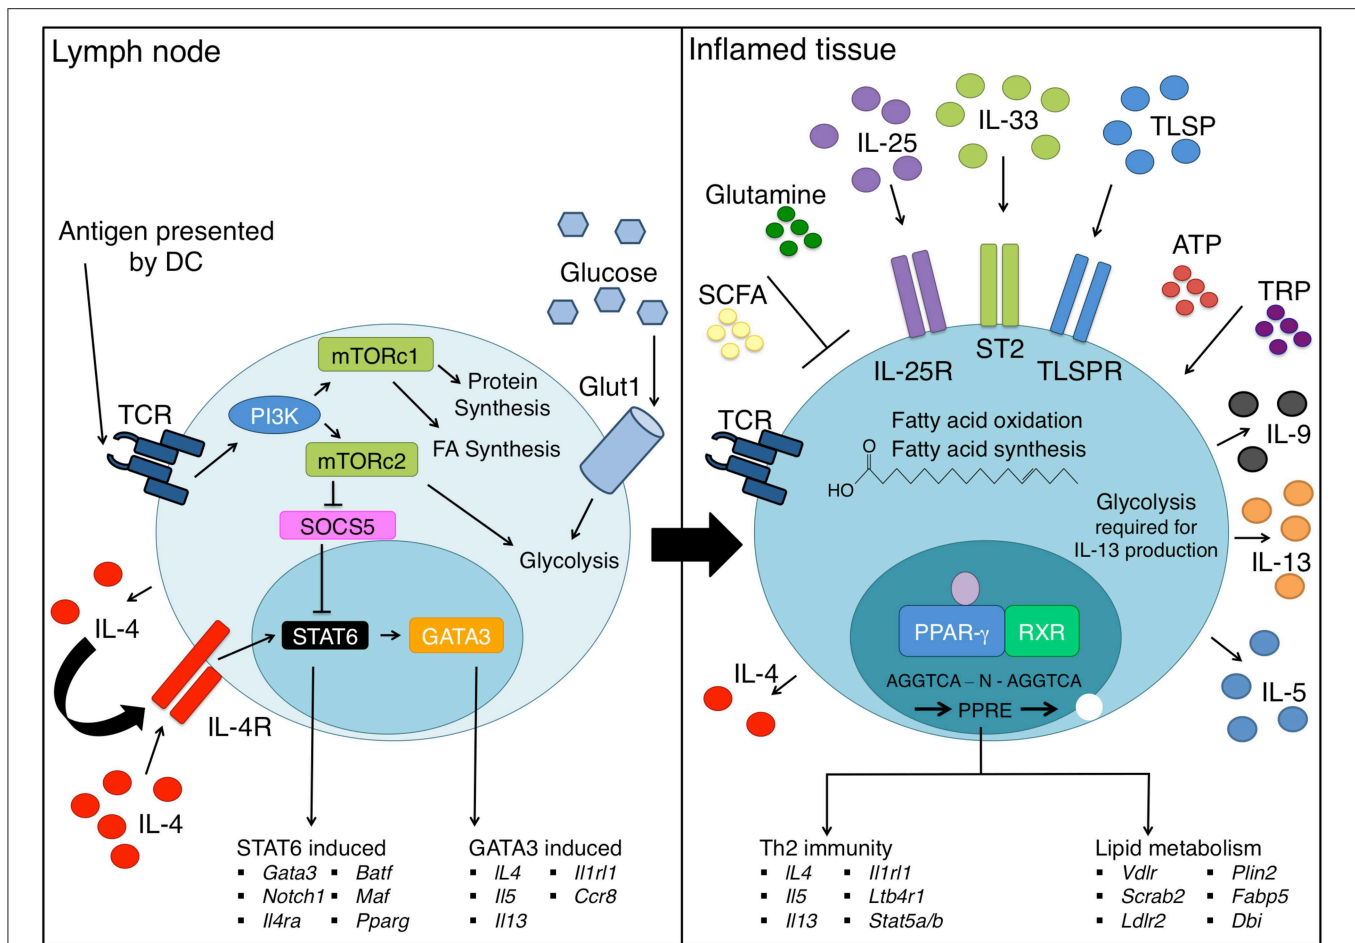 Lymph node
Antigen presented
by DC
Glucose
mTORc1
Protein
Synthesis
Glut1
TCR
PI3K
FA Synthesis
mTORc2
SOCS5
Glycolysis
IL-4
STAT6
GATA3
IL-4R
IL-4
STAT6 induced
▪ Gata3 ▪ Batf
▪ Notch1 ▪ Maf
▪ Il4ra ▪ Pparg
GATA3 induced
▪ IL4 ▪ Il1rl1
▪ Il5 ▪ Ccr8
▪ Il13
Inflamed tissue
IL-25
IL-33
TLSP
Glutamine
SCFA
ATP
TRP
IL-25R
ST2
TLSPR
TCR
Fatty acid oxidation
Fatty acid synthesis
O
HO
IL-9
Glycolysis
required for
IL-13 production
IL-13
PPAR-γ
RXR
AGGTCA – N - AGGTCA
PPRE
IL-4
IL-5
Th2 immunity
▪ IL4 ▪ Il1rl1
▪ Il5 ▪ Ltb4r1
▪ Il13 ▪ Stat5a/b
Lipid metabolism
▪ Vdlr ▪ Plin2
▪ Scrab2 ▪ Fabp5
▪ Ldlr2 ▪ Dbi